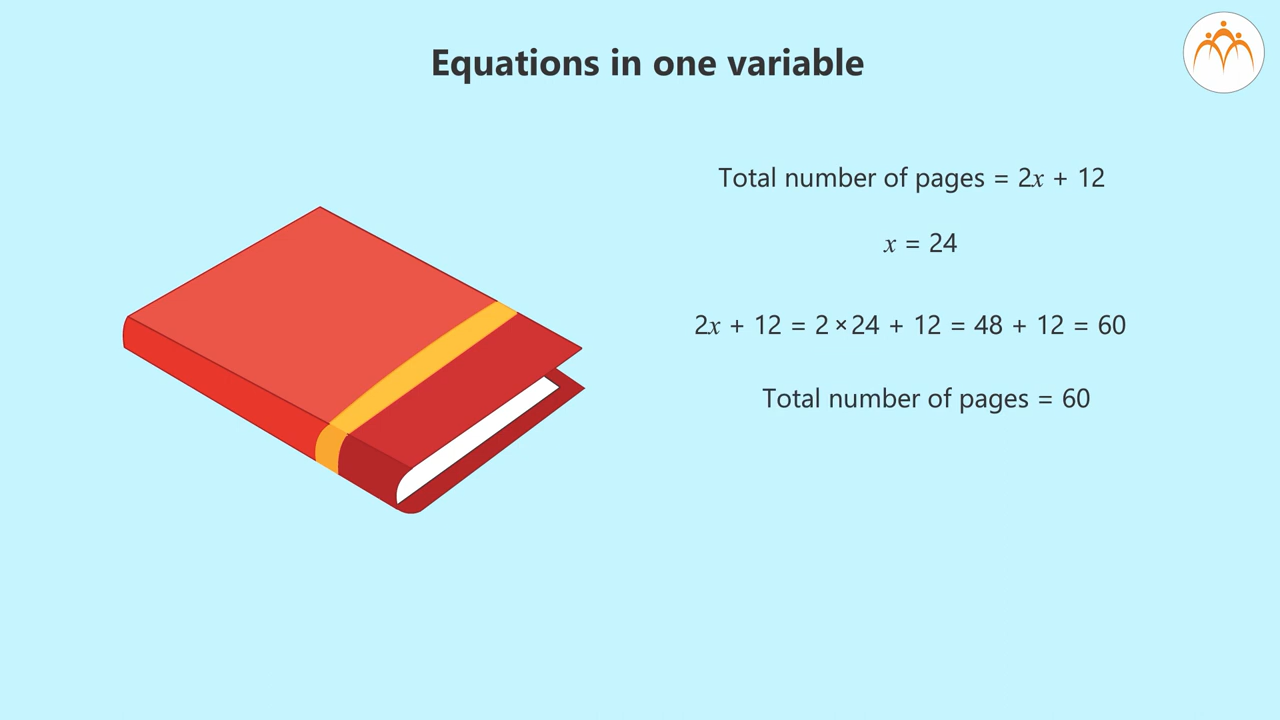 Equations in one variable
Total number of pages = 2x + 12
x = 24
2x + 12 = 2 × 24 + 12 = 48 + 12 = 60
Total number of pages = 60